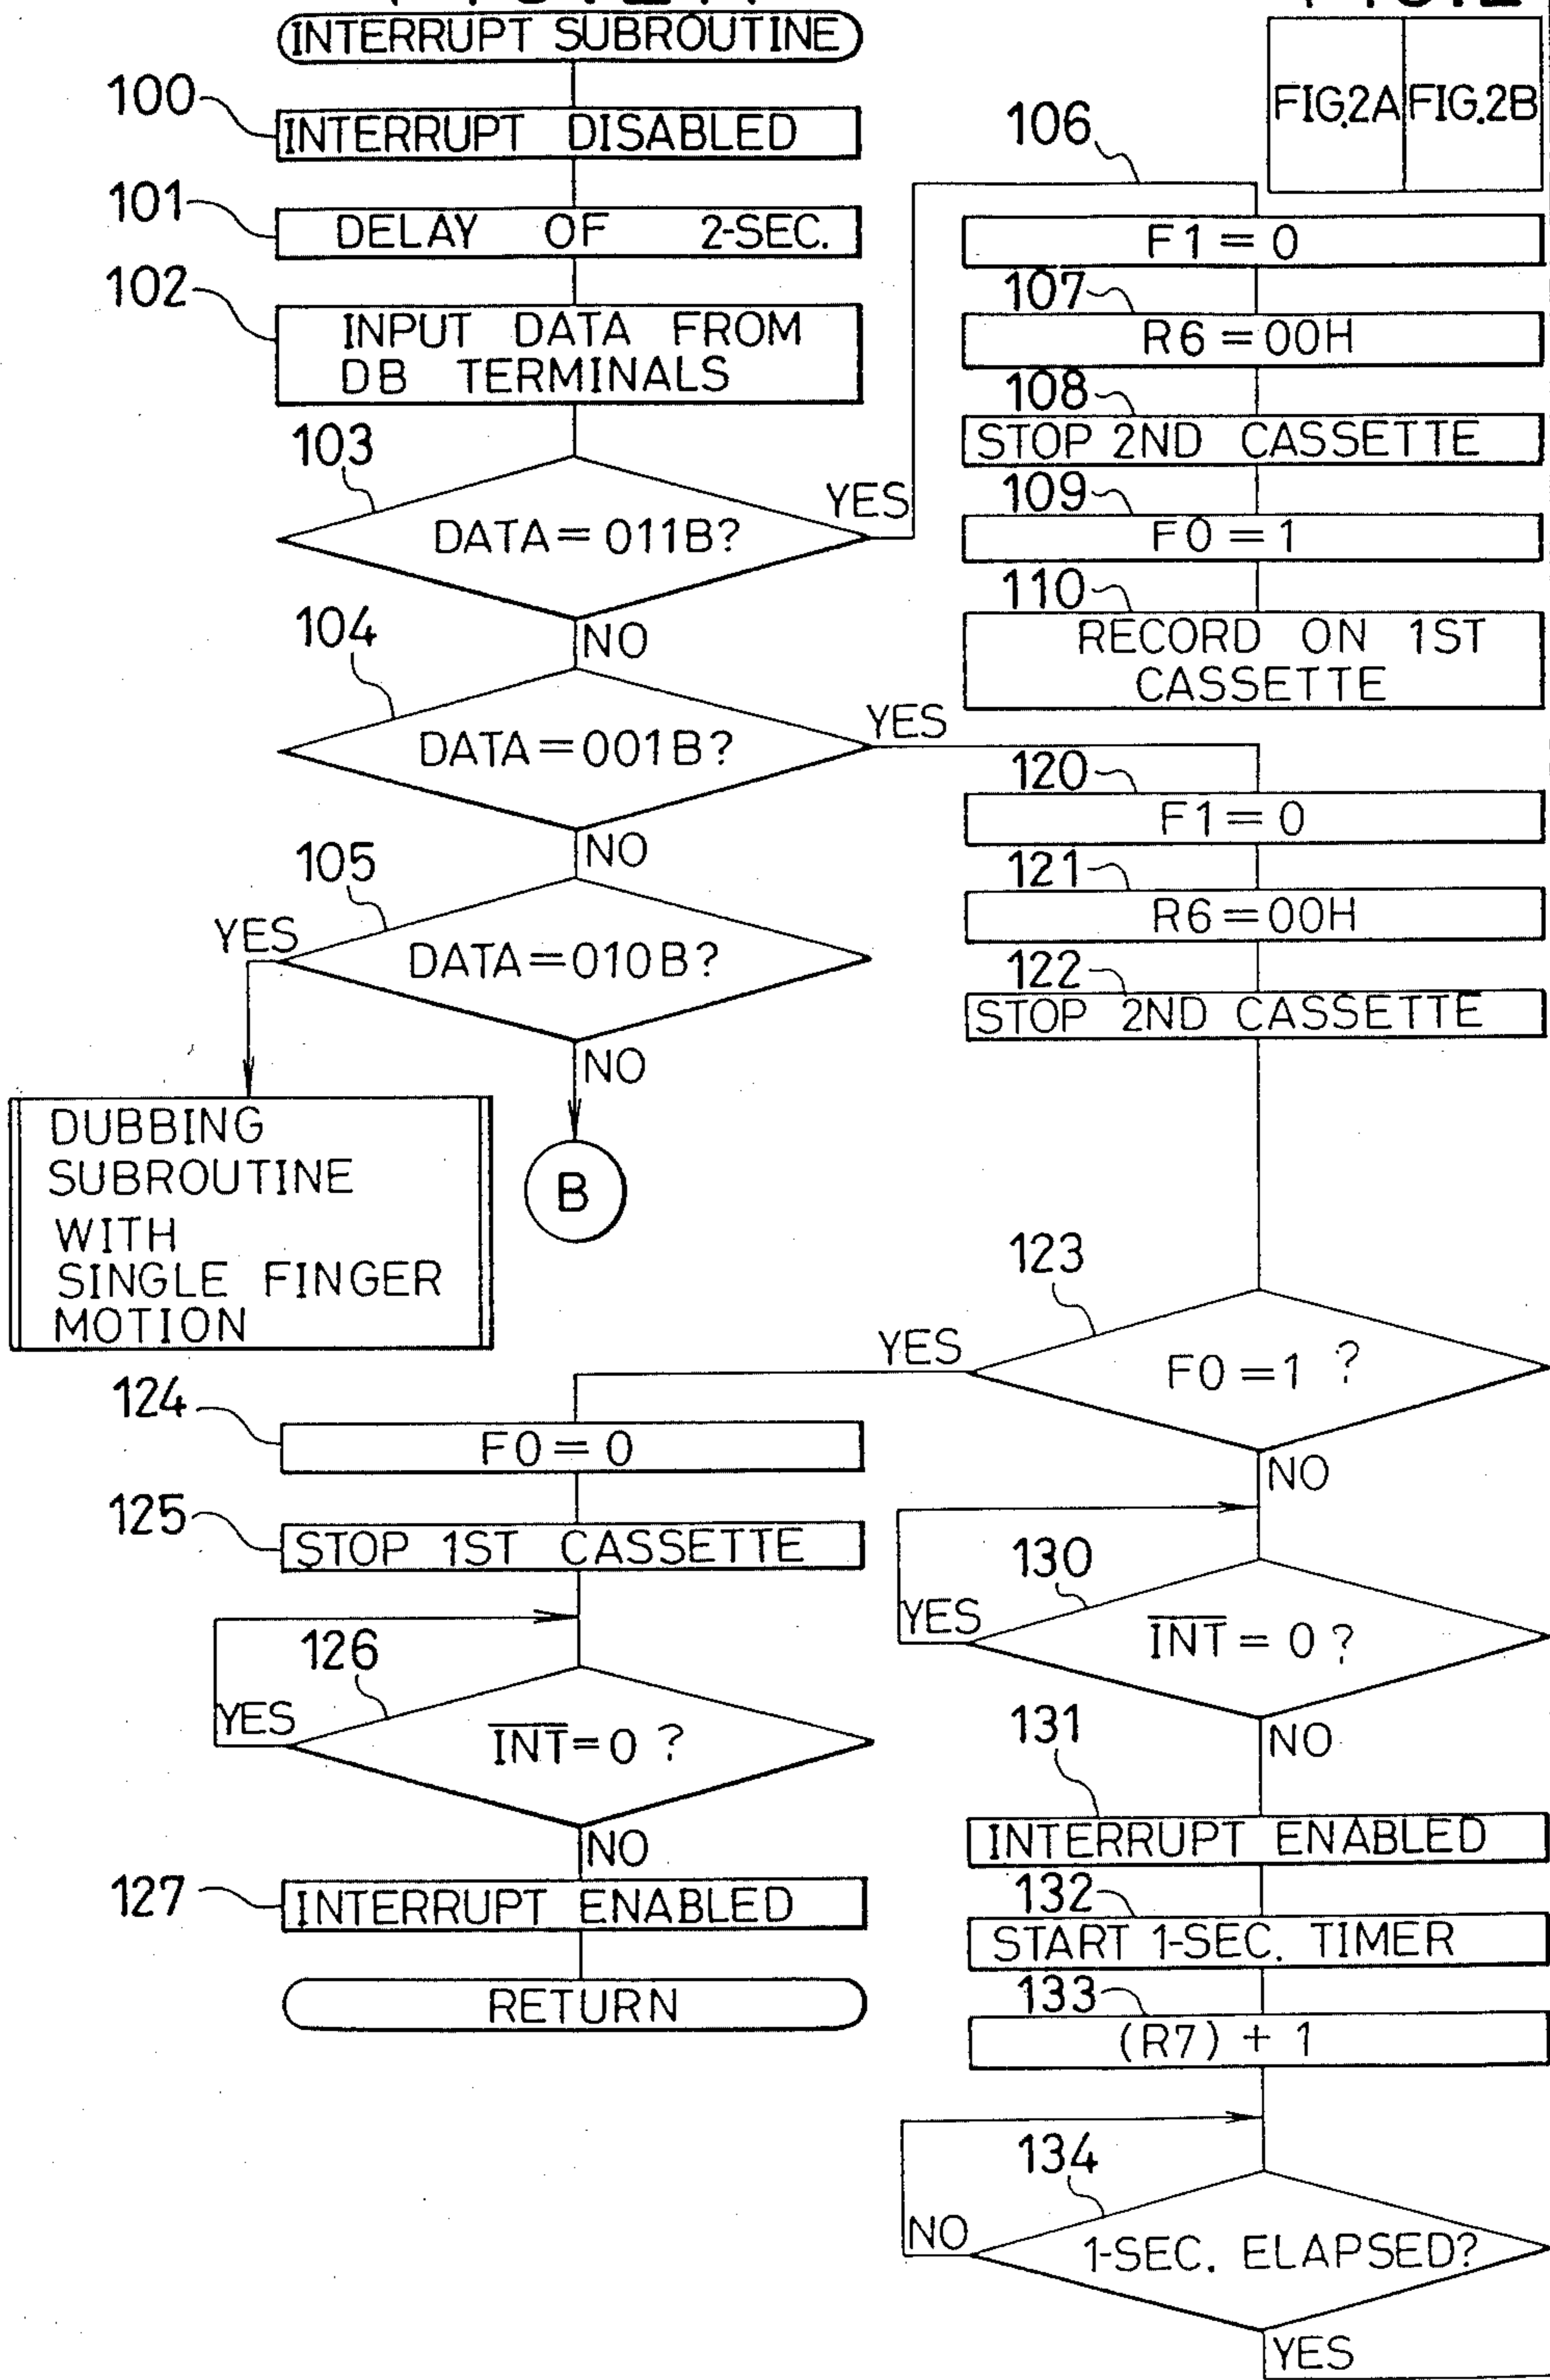 INTERRUPT SUBROUTINE
100
INTERRUPT DISABLED
101
DELAY OF 2-SEC.
102
INPUT DATA FROM
DB TERMINALS
103
DATA=011B?
YES
NO
104
DATA=001B?
YES
NO
105
YES
DATA=010B?
NO
DUBBING
SUBROUTINE
WITH
SINGLE FINGER
MOTION
B
FIG.2A
FIG.2B
106
F1=0
107
R6=00H
108
STOP 2ND CASSETTE
109
F0=1
110
RECORD ON 1ST
CASSETTE
120
F1=0
121
R6=00H
122
STOP 2ND CASSETTE
123
YES
F0=1 ?
NO
124
F0=0
125
STOP 1ST CASSETTE
126
YES
I̅N̅T̅=0 ?
NO
127
INTERRUPT ENABLED
RETURN
130
YES
I̅N̅T̅=0 ?
NO
131
INTERRUPT ENABLED
132
START 1-SEC. TIMER
133
(R7) + 1
134
NO
1-SEC. ELAPSED?
YES